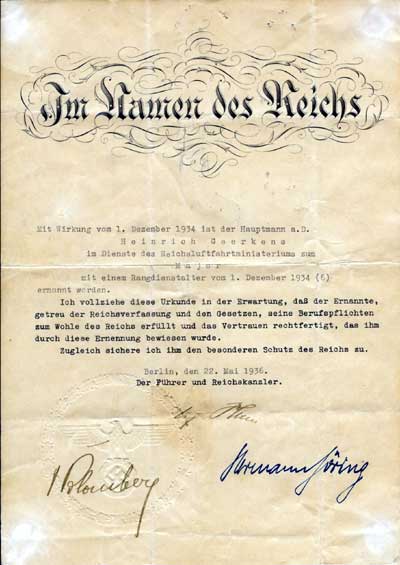 Im Namen des Reichs
Mit Wirkung vom 1. Dezember 1934 ist der Hauptmann a.D.
Heinrich Geerkens
im Dienste des Reichsluftfahrtministeriums zum
Major
mit einem Rangdienstalter vom 1. Dezember 1934 (6)
ernannt worden.
Ich vollziehe diese Urkunde in der Erwartung, daß der Ernannte,
getreu der Reichsverfassung und den Gesetzen, seine Berufspflichten
zum Wohle des Reichs erfüllt und das Vertrauen rechtfertigt, das ihm
durch diese Ernennung bewiesen wurde.
Zugleich sichere ich ihm den besonderen Schutz des Reichs zu.
Berlin, den 22. Mai 1936.
Der Führer und Reichskanzler.
vBlomberg
Hermann Göring